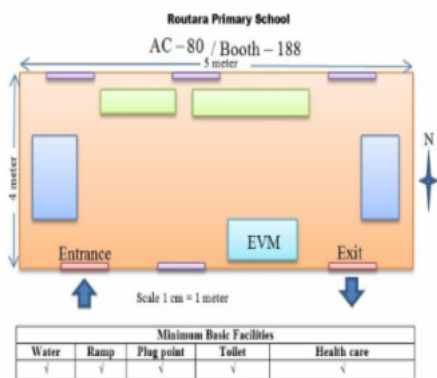 Routara Primary School
AC – 80 / Booth – 188
5 meter
4 meter
N
EVM
Entrance
Exit
Scale 1 cm = 1 meter
Minimum Basic Facilities
Water Ramp Plug point Toilet Health care
√ √ √ √ √